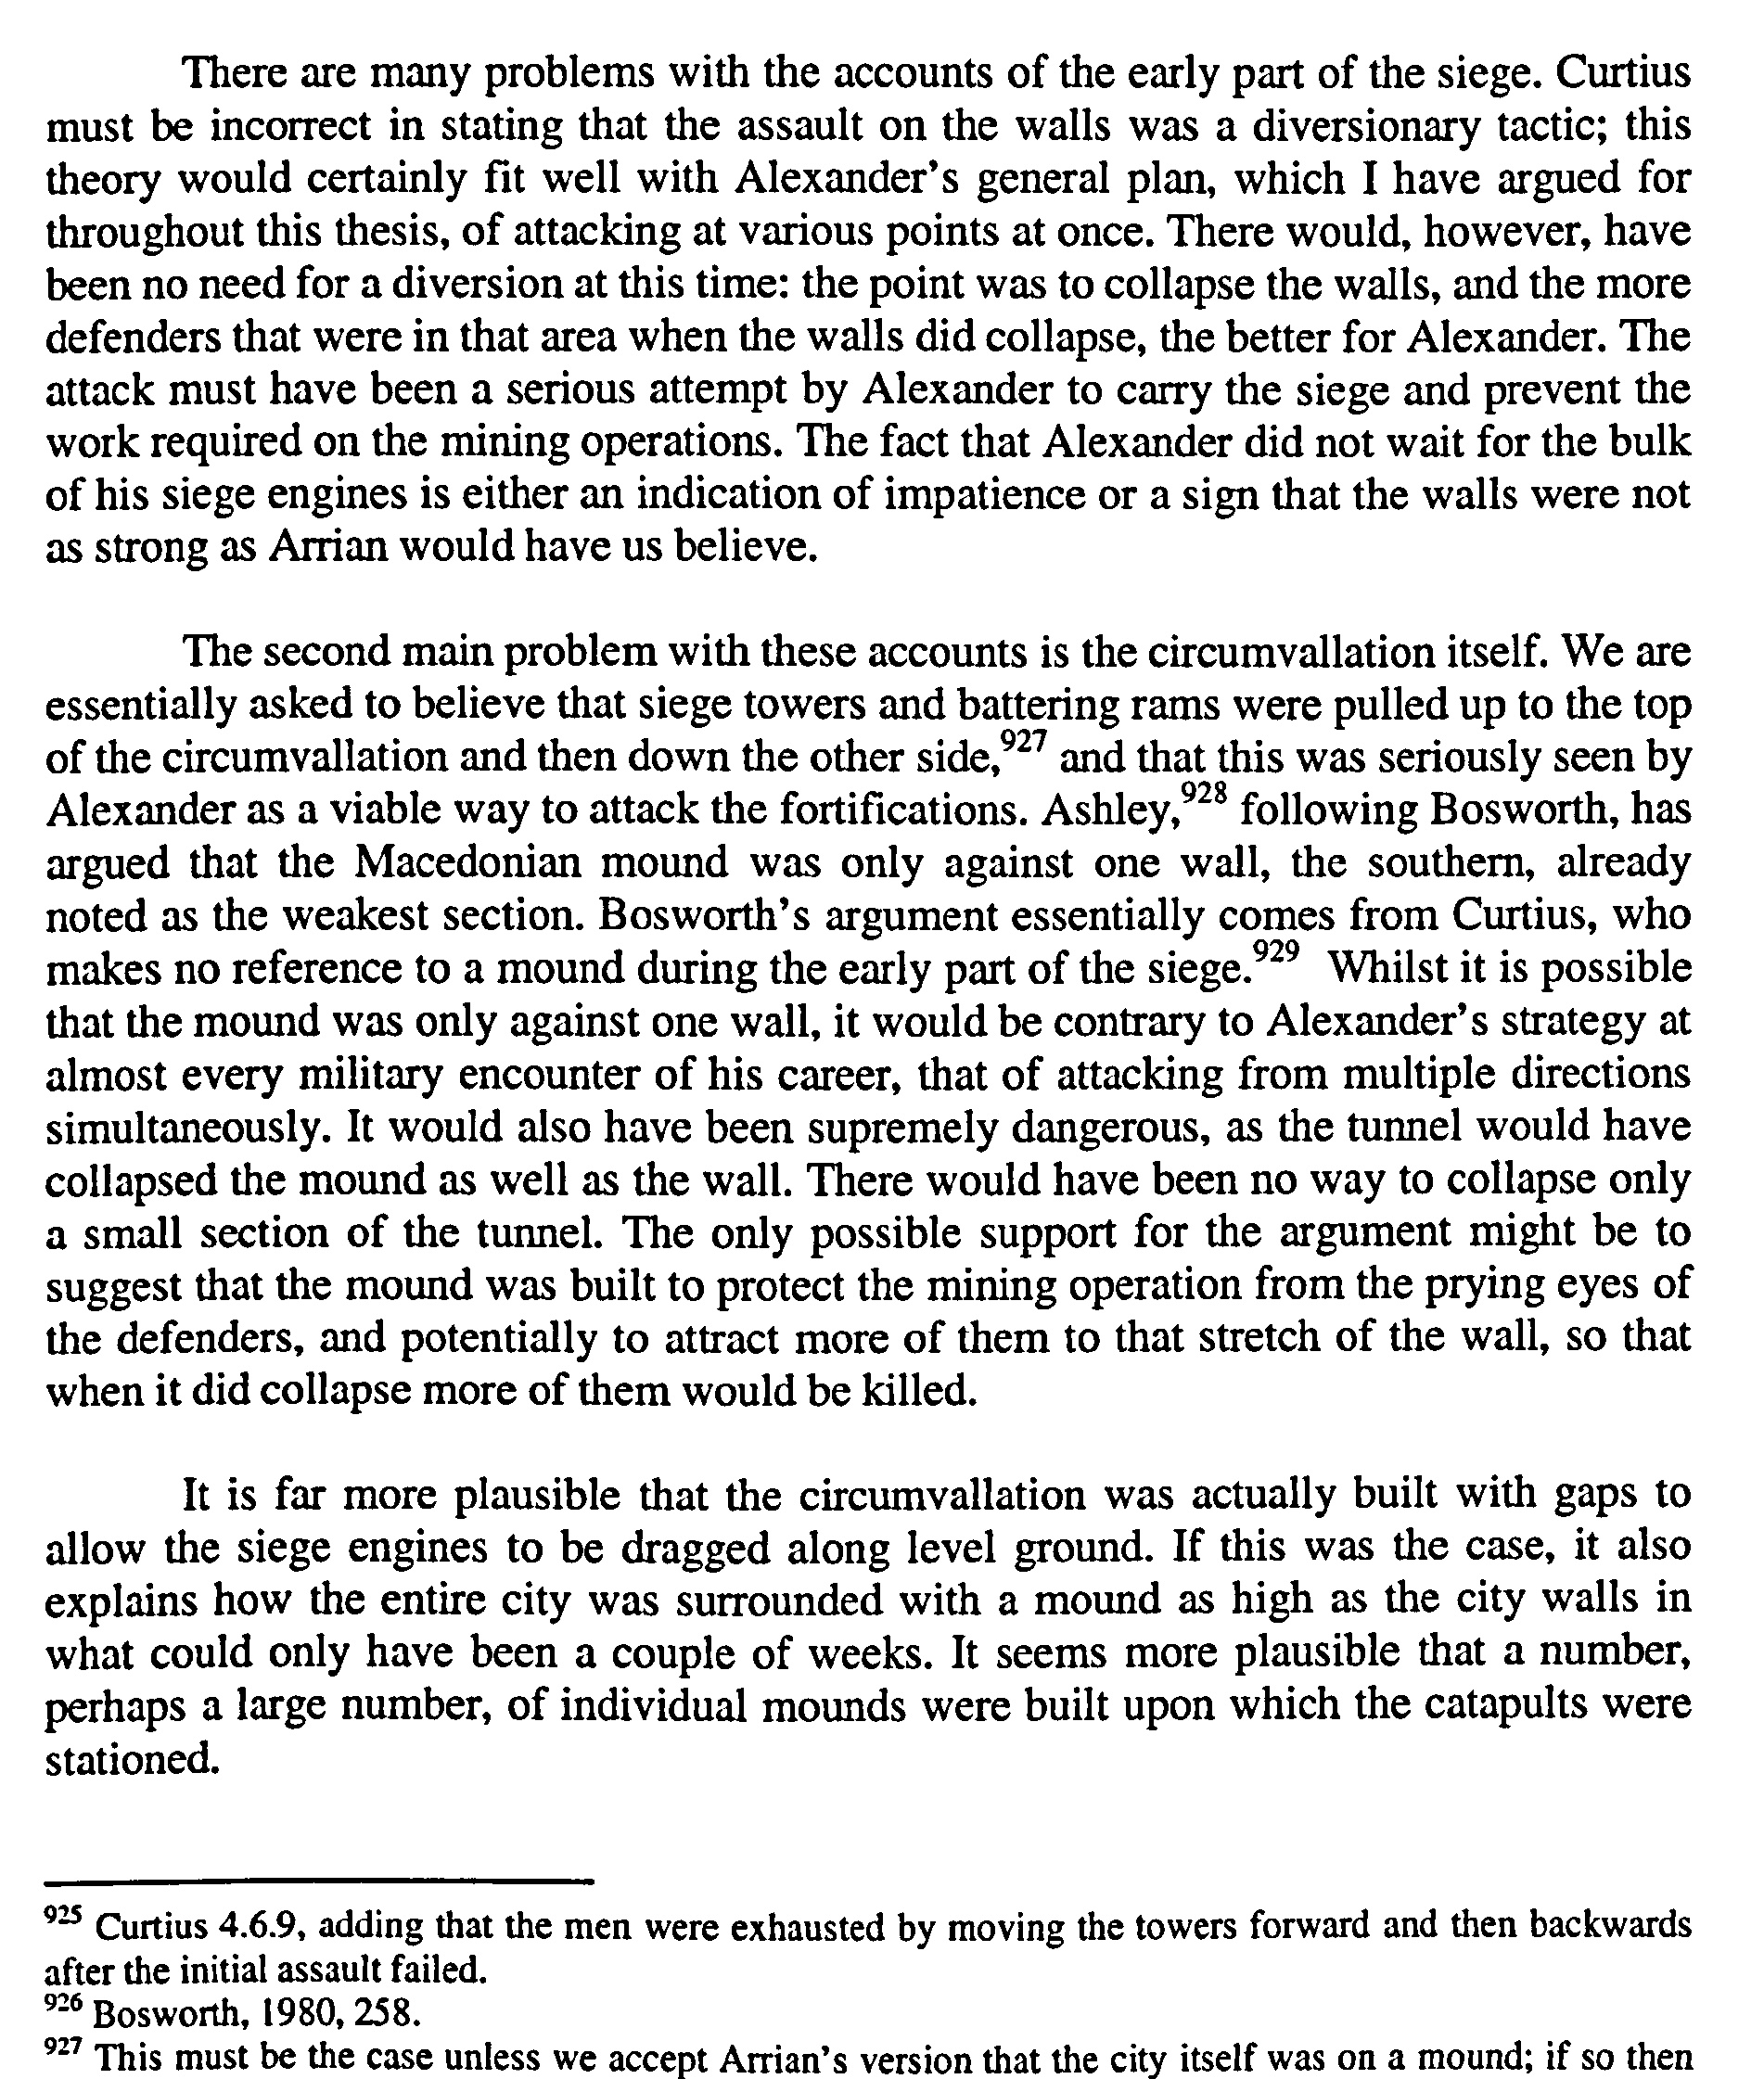 There are many problems with the accounts of the early part of the siege. Curtius
must be incorrect in stating that the assault on the walls was a diversionary tactic; this
theory would certainly fit well with Alexander's general plan, which I have argued for
throughout this thesis, of attacking at various points at once. There would, however, have
been no need for a diversion at this time: the point was to collapse the walls, and the more
defenders that were in that area when the walls did collapse, the better for Alexander. The
attack must have been a serious attempt by Alexander to carry the siege and prevent the
work required on the mining operations. The fact that Alexander did not wait for the bulk
of his siege engines is either an indication of impatience or a sign that the walls were not
as strong as Arrian would have us believe.
The second main problem with these accounts is the circumvallation itself. We are
essentially asked to believe that siege towers and battering rams were pulled up to the top
of the circumvallation and then down the other side,927 and that this was seriously seen by
Alexander as a viable way to attack the fortifications. Ashley,928 following Bosworth, has
argued that the Macedonian mound was only against one wall, the southern, already
noted as the weakest section. Bosworth's argument essentially comes from Curtius, who
makes no reference to a mound during the early part of the siege.929 Whilst it is possible
that the mound was only against one wall, it would be contrary to Alexander's strategy at
almost every military encounter of his career, that of attacking from multiple directions
simultaneously. It would also have been supremely dangerous, as the tunnel would have
collapsed the mound as well as the wall. There would have been no way to collapse only
a small section of the tunnel. The only possible support for the argument might be to
suggest that the mound was built to protect the mining operation from the prying eyes of
the defenders, and potentially to attract more of them to that stretch of the wall, so that
when it did collapse more of them would be killed.
It is far more plausible that the circumvallation was actually built with gaps to
allow the siege engines to be dragged along level ground. If this was the case, it also
explains how the entire city was surrounded with a mound as high as the city walls in
what could only have been a couple of weeks. It seems more plausible that a number,
perhaps a large number, of individual mounds were built upon which the catapults were
stationed.
925 Curtius 4.6.9, adding that the men were exhausted by moving the towers forward and then backwards
after the initial assault failed.
926 Bosworth, 1980, 258.
927 This must be the case unless we accept Arrian's version that the city itself was on a mound; if so then